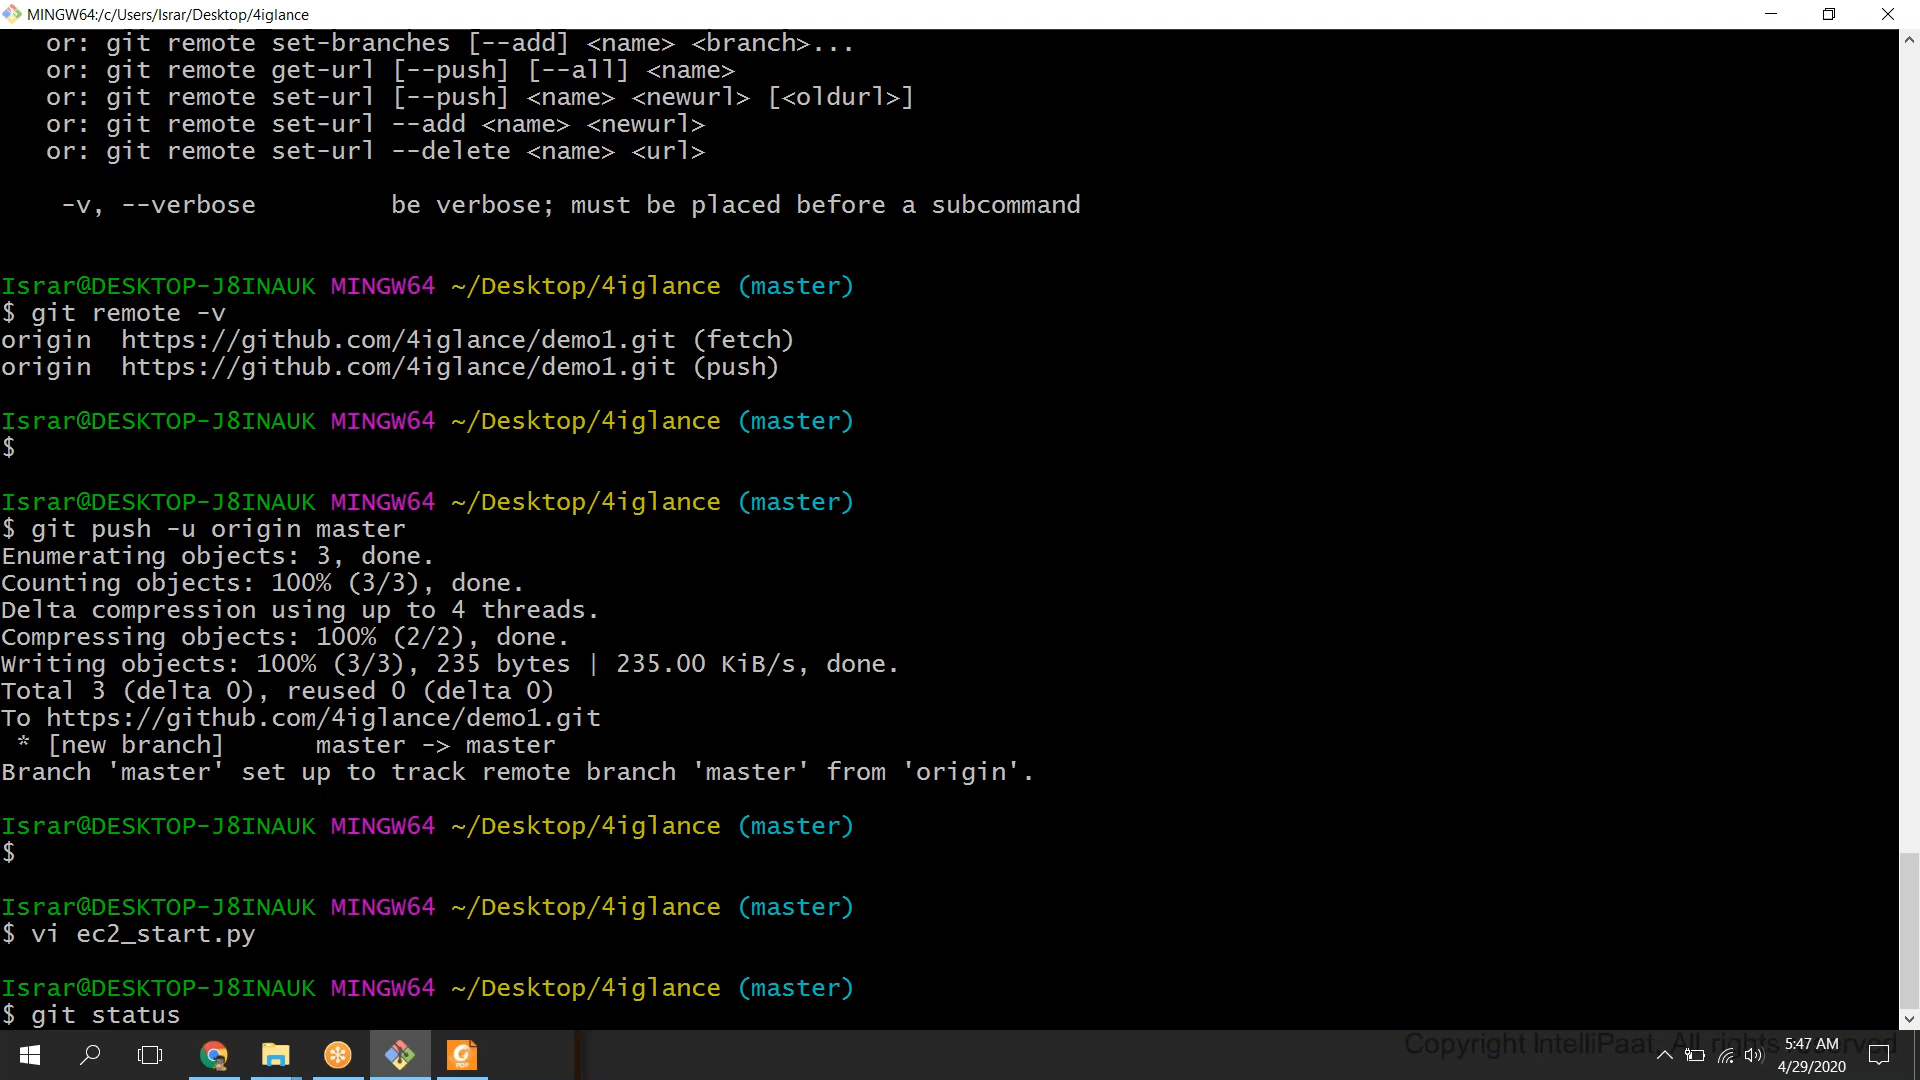 MINGW64:/c/Users/Israr/Desktop/4iglance
or: git remote set-branches [--add] <name> <branch>...
or: git remote get-url [--push] [--all] <name>
or: git remote set-url [--push] <name> <newurl> [<oldurl>]
or: git remote set-url --add <name> <newurl>
or: git remote set-url --delete <name> <url>
-v, --verbose          be verbose; must be placed before a subcommand
Israr@DESKTOP-J8INAUK MINGW64 ~/Desktop/4iglance (master)
$ git remote -v
origin  https://github.com/4iglance/demo1.git (fetch)
origin  https://github.com/4iglance/demo1.git (push)
Israr@DESKTOP-J8INAUK MINGW64 ~/Desktop/4iglance (master)
$
Israr@DESKTOP-J8INAUK MINGW64 ~/Desktop/4iglance (master)
$ git push -u origin master
Enumerating objects: 3, done.
Counting objects: 100% (3/3), done.
Delta compression using up to 4 threads.
Compressing objects: 100% (2/2), done.
Writing objects: 100% (3/3), 235 bytes | 235.00 KiB/s, done.
Total 3 (delta 0), reused 0 (delta 0)
To https://github.com/4iglance/demo1.git
* [new branch]      master -> master
Branch 'master' set up to track remote branch 'master' from 'origin'.
Israr@DESKTOP-J8INAUK MINGW64 ~/Desktop/4iglance (master)
$
Israr@DESKTOP-J8INAUK MINGW64 ~/Desktop/4iglance (master)
$ vi ec2_start.py
Israr@DESKTOP-J8INAUK MINGW64 ~/Desktop/4iglance (master)
$ git status
Copyright IntelliPaat, All rights reserved
5:47 AM
4/29/2020